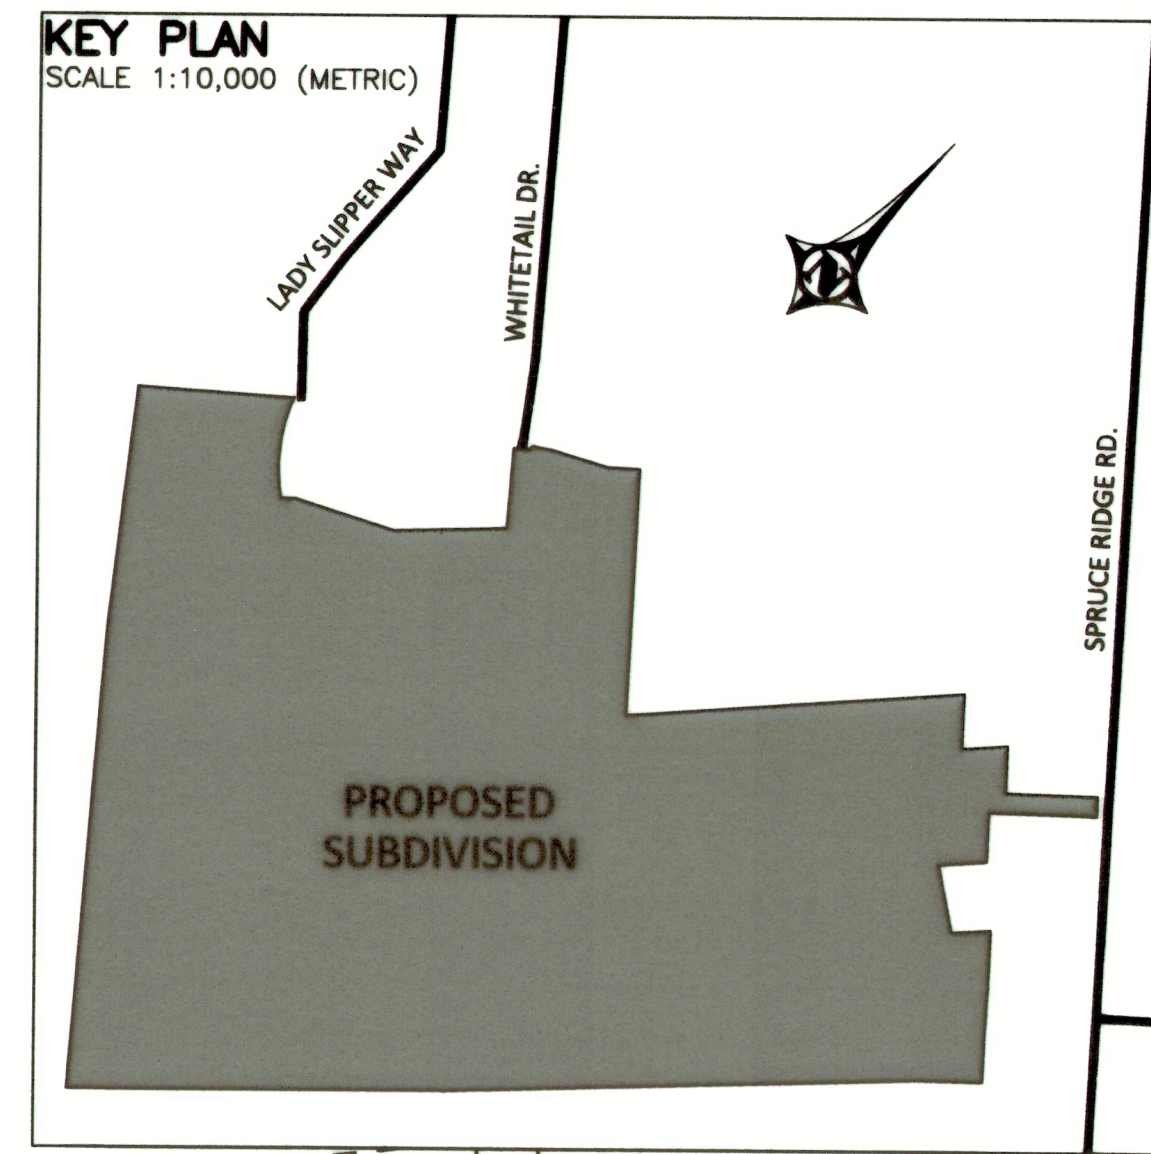 KEY PLAN
SCALE 1:10,000 (METRIC)
LADY SLIPPER WAY
WHITETAIL DR.
SPRUCE RIDGE RD.
PROPOSED
SUBDIVISION